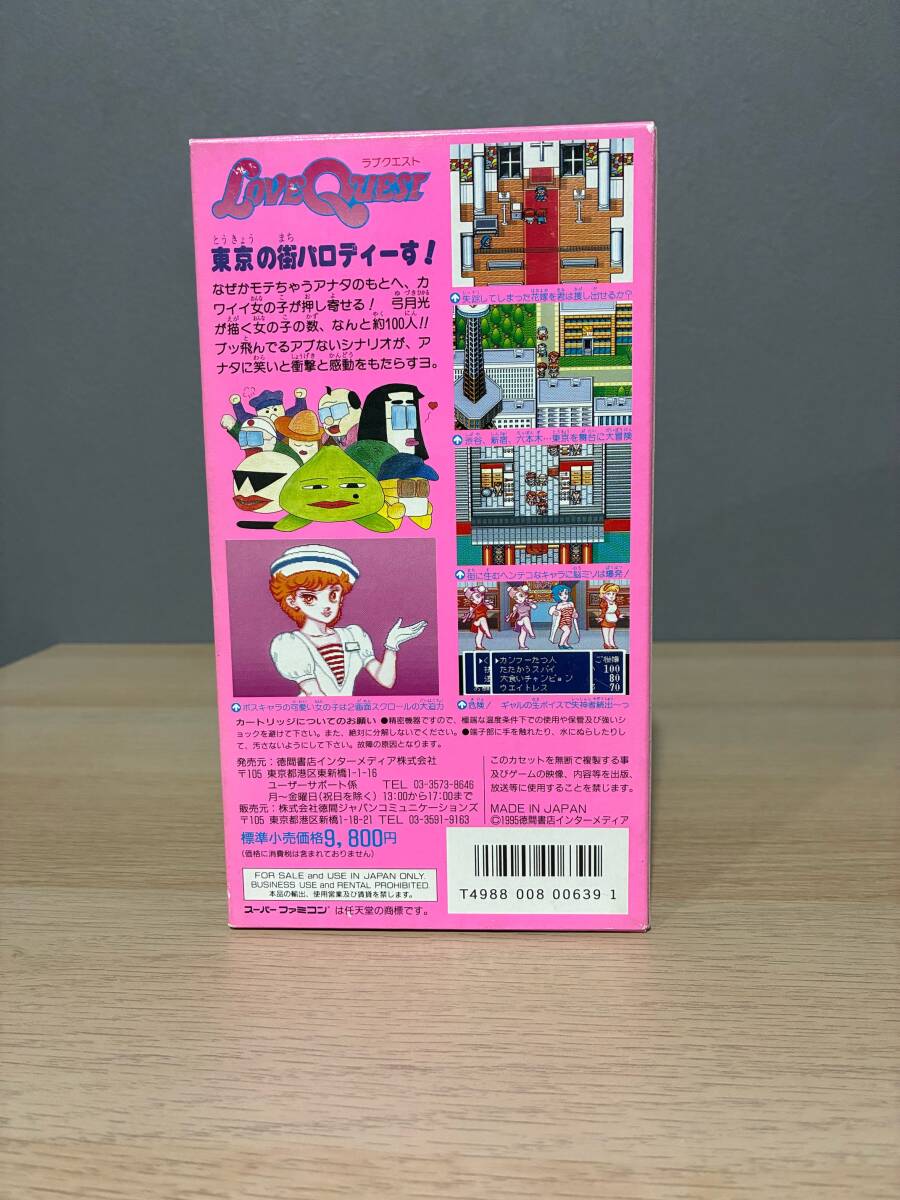 ラブクエスト
LOVE QUEST
とうきょう まち
東京の街パロディーす!
なぜかモテちゃうアナタのもとへ、カ
ワイイ女の子が押し寄せる! 弓月光
が描く女の子の数、なんと約100人!!
ブッ飛んでるアブないシナリオが、ア
ナタに笑いと衝撃と感動をもたらすヨ。
失踪してしまった花嫁を君は捜し出せるか?
渋谷、新宿、六本木…東京を舞台に大冒険
街に生むヘンテコなキャラに脳ミソは爆発!
カンフーたつ人
たたかうスパイ
大食いチャンピョン
ウエイトレス
ご機嫌
100
80
70
ボスキャラの可愛い女の子は2画面スクロールの大迫力
危険! ギャルの生ボイスで失神者続出〜っ
カートリッジについてのお願い ●精密機器ですので、極端な温度条件下での使用や保管及び強いシ
ョックを避けて下さい。また、絶対に分解しないでください。●端子部に手を触れたり、水にぬらしたりし
て、汚さないようにして下さい。故障の原因となります。
発売元:徳間書店インターメディア株式会社
〒105 東京都港区東新橋1-1-16
ユーザーサポート係 TEL 03-3573-8646
月〜金曜日(祝日を除く) 13:00から17:00まで
販売元:株式会社徳間ジャパンコミュニケーションズ
〒105 東京都港区新橋1-18-21 TEL 03-3591-9163
標準小売価格9,800円
(価格に消費税は含まれておりません)
このカセットを無断で複製する事
及びゲームの映像、内容等を出版、
放送等に使用することを禁じます。
MADE IN JAPAN
©1995徳間書店インターメディア
FOR SALE and USE IN JAPAN ONLY.
BUSINESS USE and RENTAL PROHIBITED.
本品の輸出、使用営業及び賃貸を禁じます。
スーパーファミコンは任天堂の商標です。
T4988 008 00639 1